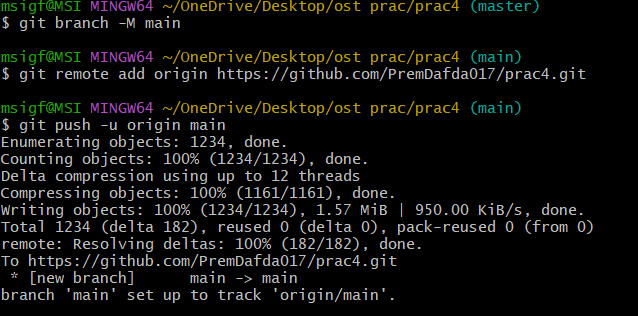 msigf@MSI MINGW64 ~/OneDrive/Desktop/ost prac/prac4 (master)
$ git branch -M main
msigf@MSI MINGW64 ~/OneDrive/Desktop/ost prac/prac4 (main)
$ git remote add origin https://github.com/PremDafda017/prac4.git
msigf@MSI MINGW64 ~/OneDrive/Desktop/ost prac/prac4 (main)
$ git push -u origin main
Enumerating objects: 1234, done.
Counting objects: 100% (1234/1234), done.
Delta compression using up to 12 threads
Compressing objects: 100% (1161/1161), done.
Writing objects: 100% (1234/1234), 1.57 MiB | 950.00 KiB/s, done.
Total 1234 (delta 182), reused 0 (delta 0), pack-reused 0 (from 0)
remote: Resolving deltas: 100% (182/182), done.
To https://github.com/PremDafda017/prac4.git
 * [new branch]      main -> main
branch 'main' set up to track 'origin/main'.